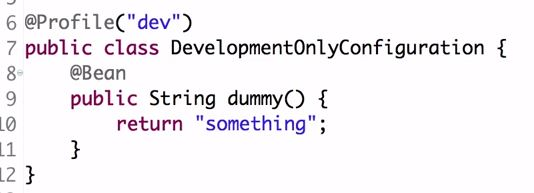 6 @Profile("dev")
7 public class DevelopmentOnlyConfiguration {
8 @Bean
9 public String dummy() {
10 return "something";
11 }
12 }